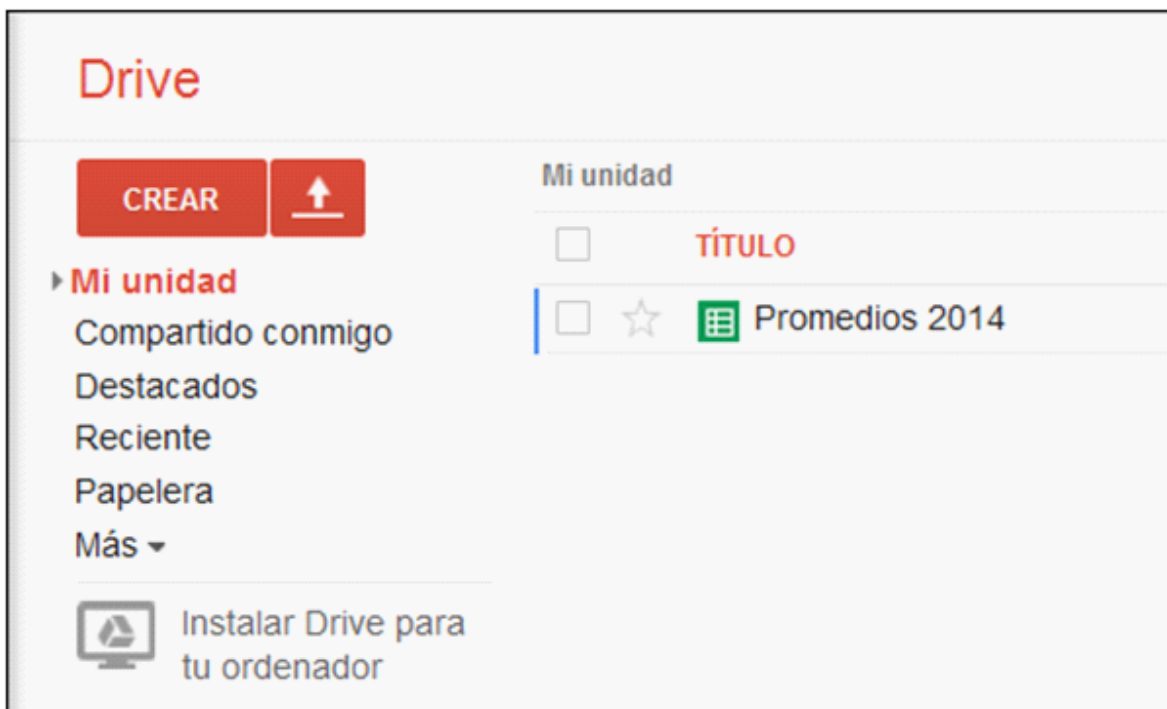 Drive
CREAR
Mi unidad
Compartido conmigo
Destacados
Reciente
Papelera
Más
Instalar Drive para
tu ordenador
Mi unidad
TÍTULO
Promedios 2014